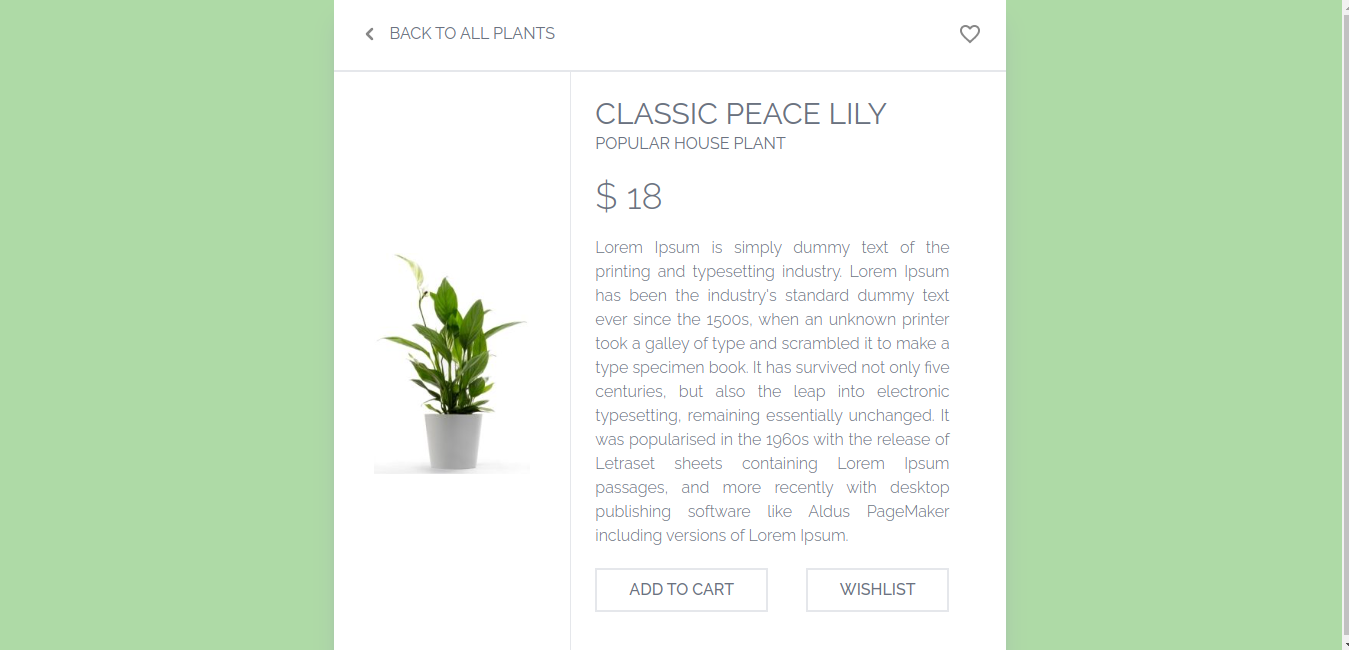 BACK TO ALL PLANTS
CLASSIC PEACE LILY
POPULAR HOUSE PLANT
$ 18
Lorem Ipsum is simply dummy text of the
printing and typesetting industry. Lorem Ipsum
has been the industry's standard dummy text
ever since the 1500s, when an unknown printer
took a galley of type and scrambled it to make a
type specimen book. It has survived not only five
centuries, but also the leap into electronic
typesetting, remaining essentially unchanged. It
was popularised in the 1960s with the release of
Letraset sheets containing Lorem Ipsum
passages, and more recently with desktop
publishing software like Aldus PageMaker
including versions of Lorem Ipsum.
ADD TO CART
WISHLIST